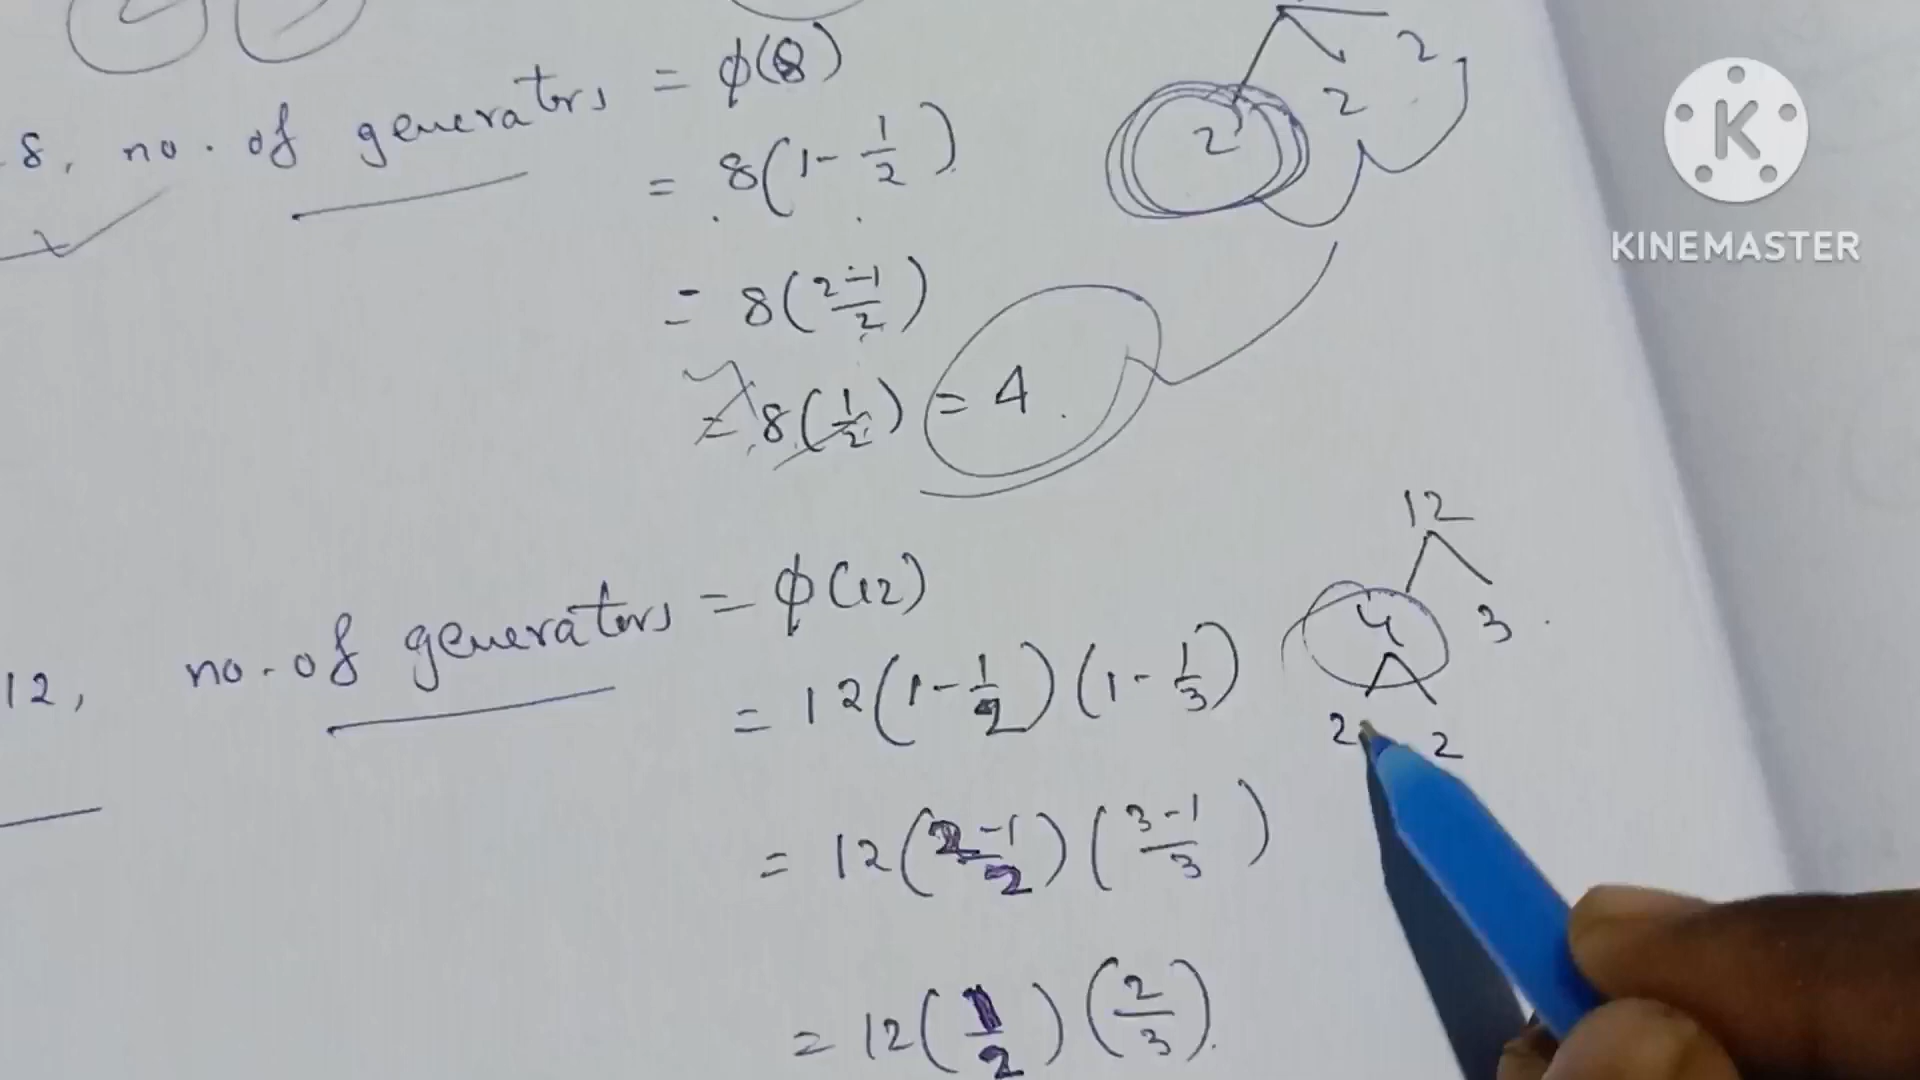 8, no. of generators = ϕ(8)
= 8(1 - 1/2)
= 8(2-1/2)
= 8(1/2) = 4.
2 2 2
KINEMASTER
12, no. of generators = ϕ(12)
= 12(1 - 1/2)(1 - 1/3)
= 12(2-1/2)(3-1/3)
= 12(1/2)(2/3).
12
4 3.
2 2